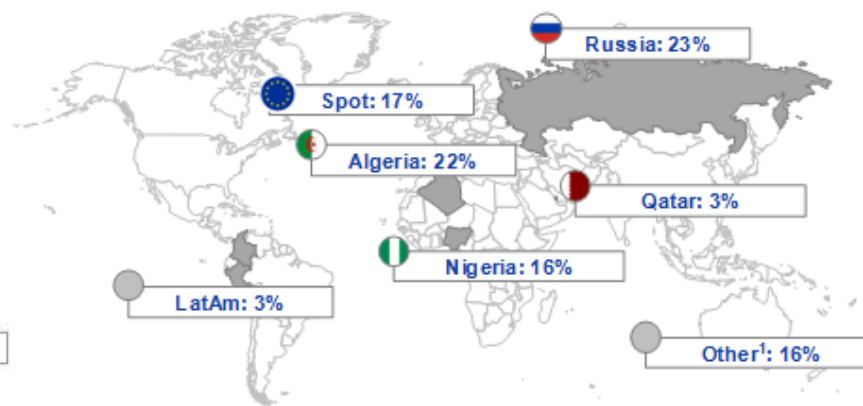 Russia: 23%
Spot: 17%
Algeria: 22%
Qatar: 3%
Nigeria: 16%
LatAm: 3%
Other¹: 16%